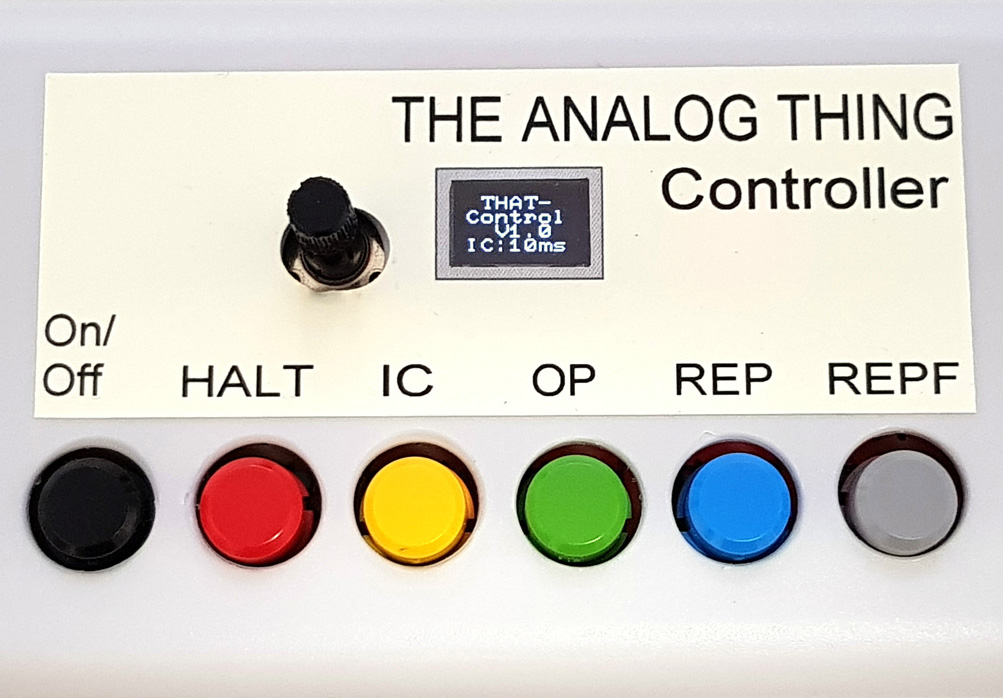 THE ANALOG THING
Controller
THAT-
Control
V1.0
IC:10ms
On/
Off
HALT
IC
OP
REP
REPF